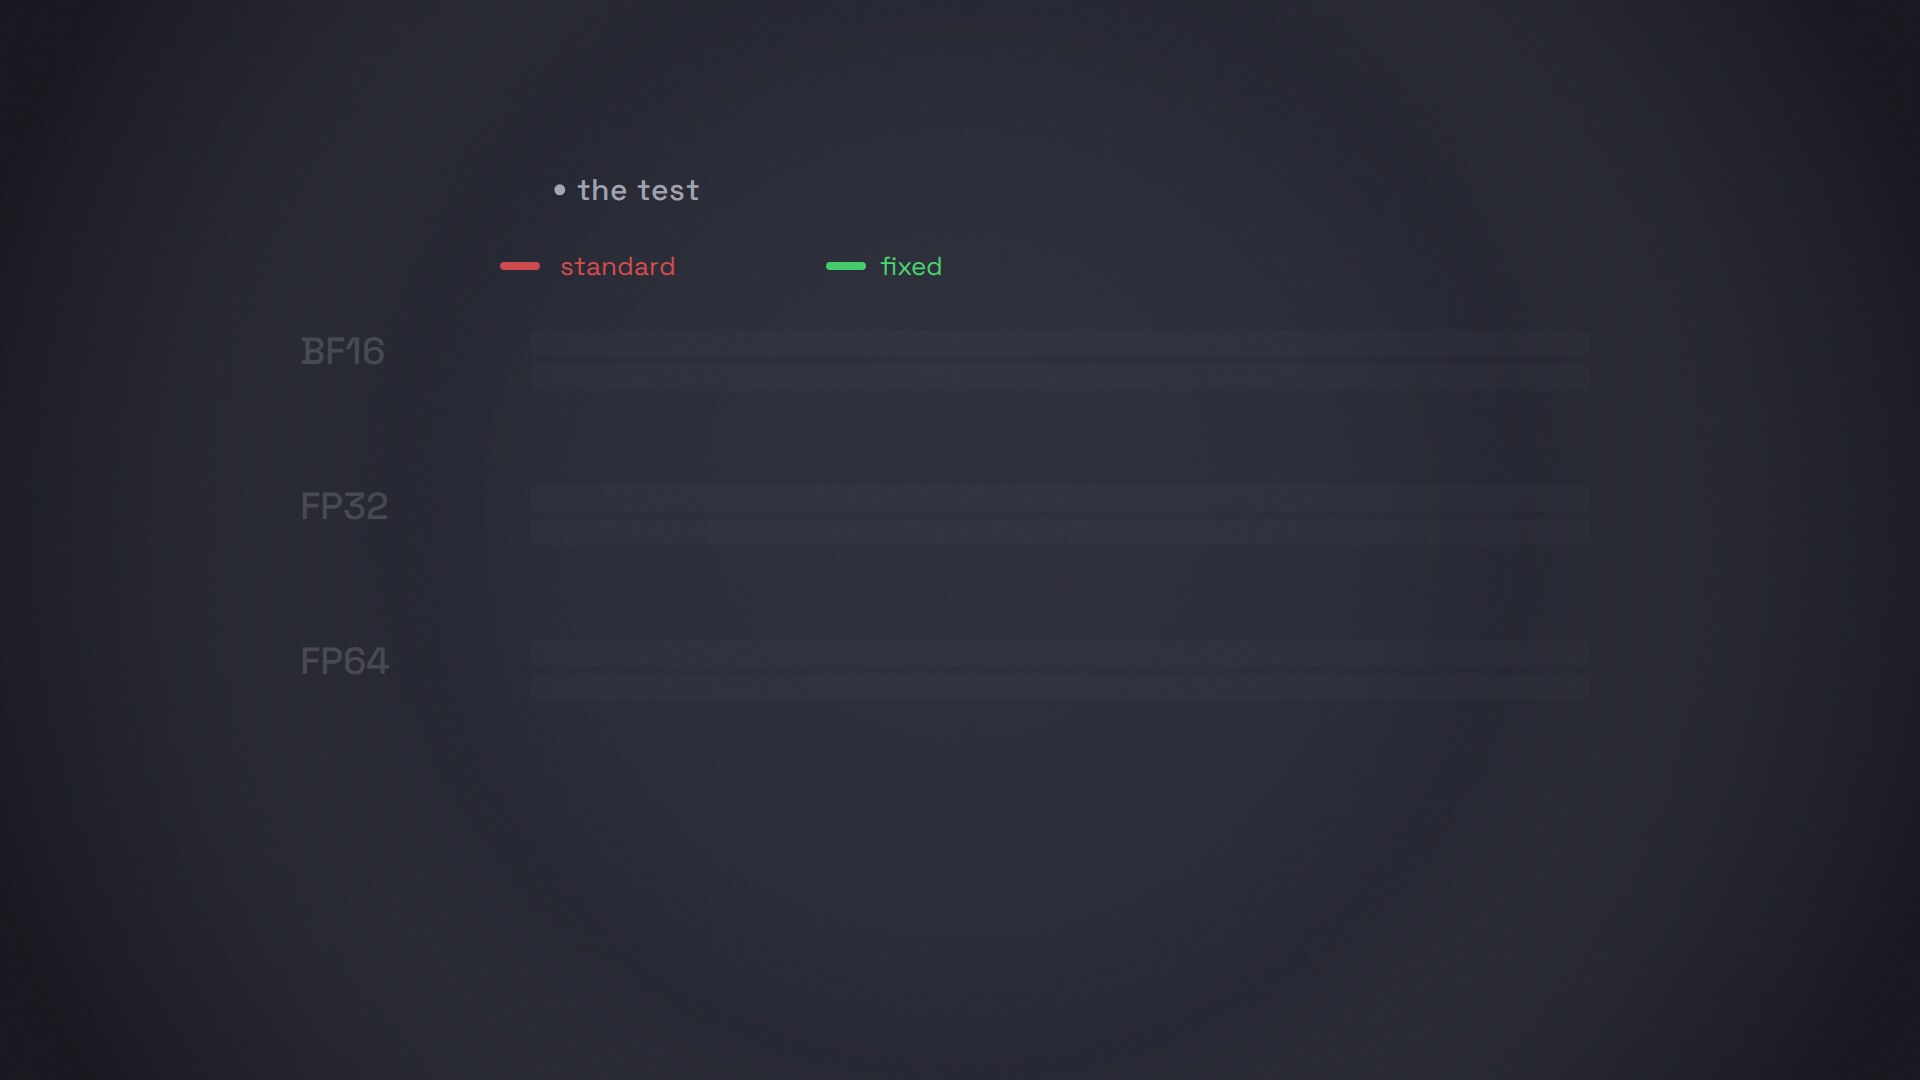 • the test
standard fixed
BF16
FP32
FP64